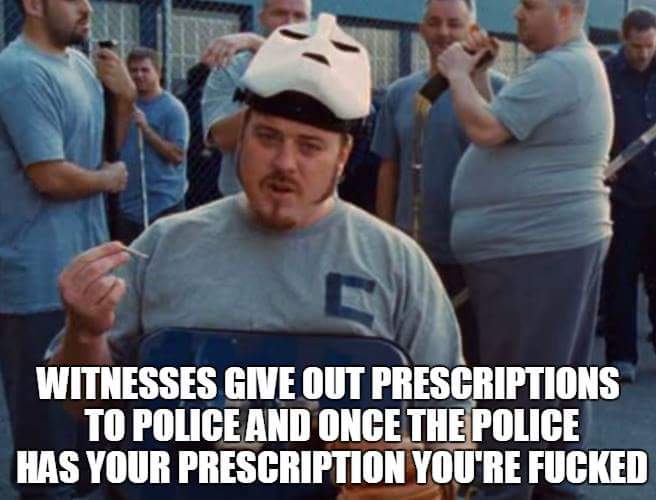 C
WITNESSES GIVE OUT PRESCRIPTIONS
TO POLICE AND ONCE THE POLICE
HAS YOUR PRESCRIPTION YOU'RE FUCKED